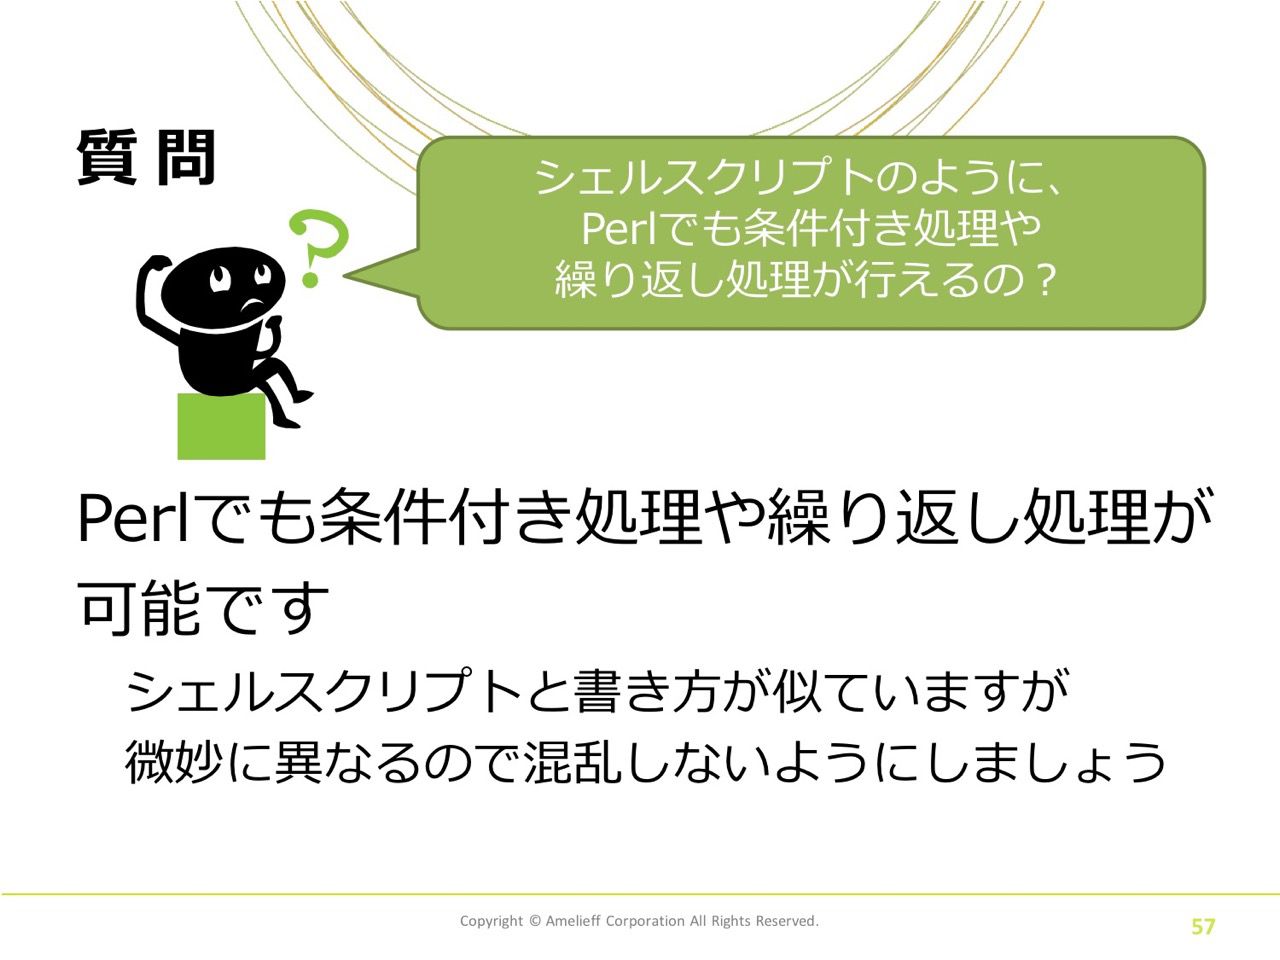 質問
シェルスクリプトのように、
Perlでも条件付き処理や
繰り返し処理が行えるの？
?
Perlでも条件付き処理や繰り返し処理が
可能です
シェルスクリプトと書き方が似ていますが
微妙に異なるので混乱しないようにしましょう
Copyright © Amelieff Corporation All Rights Reserved.
57